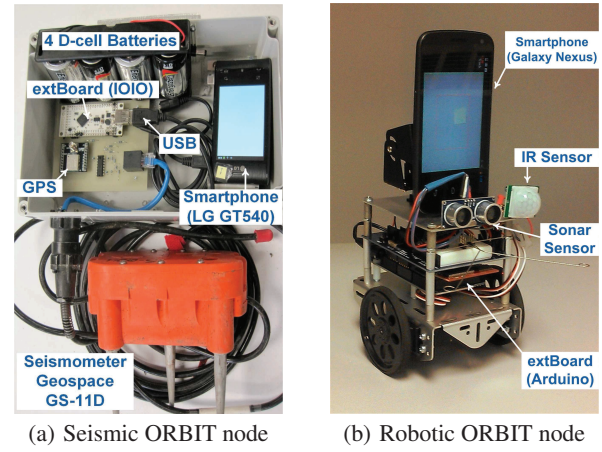 4 D-cell Batteries
extBoard (IOIO)
USB
GPS
Smartphone
(LG GT540)
Seismometer
Geospace
GS-11D
(a) Seismic ORBIT node
Smartphone
(Galaxy Nexus)
IR Sensor
Sonar
Sensor
extBoard
(Arduino)
(b) Robotic ORBIT node